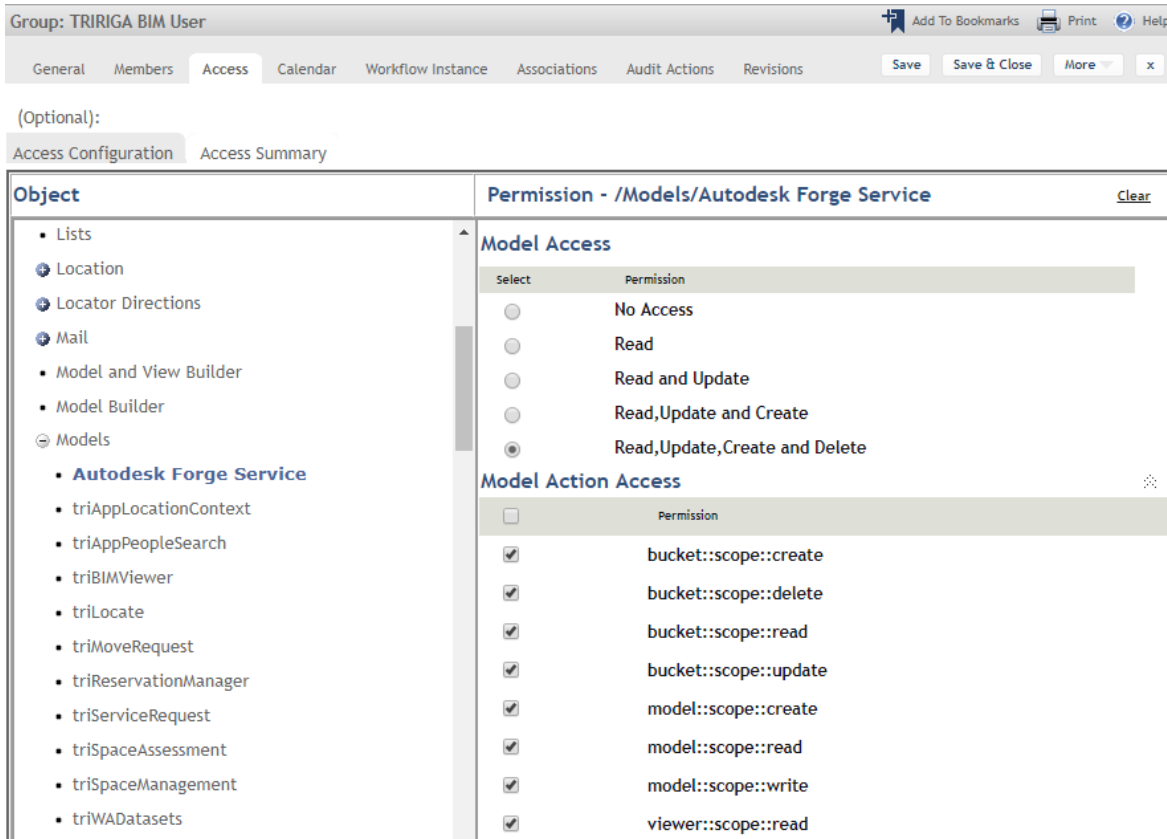 Group: TRIRIGA BIM User
Add To Bookmarks Print Help
General Members Access Calendar Workflow Instance Associations Audit Actions Revisions Save Save & Close More x
(Optional):
Access Configuration Access Summary
Object
Lists
Location
Locator Directions
Mail
Model and View Builder
Model Builder
Models
Autodesk Forge Service
triAppLocationContext
triAppPeopleSearch
triBIMViewer
triLocate
triMoveRequest
triReservationManager
triServiceRequest
triSpaceAssessment
triSpaceManagement
triWADatasets
Permission - /Models/Autodesk Forge Service Clear
Model Access
Select Permission
No Access
Read
Read and Update
Read,Update and Create
Read,Update,Create and Delete
Model Action Access
Permission
bucket::scope::create
bucket::scope::delete
bucket::scope::read
bucket::scope::update
model::scope::create
model::scope::read
model::scope::write
viewer::scope::read